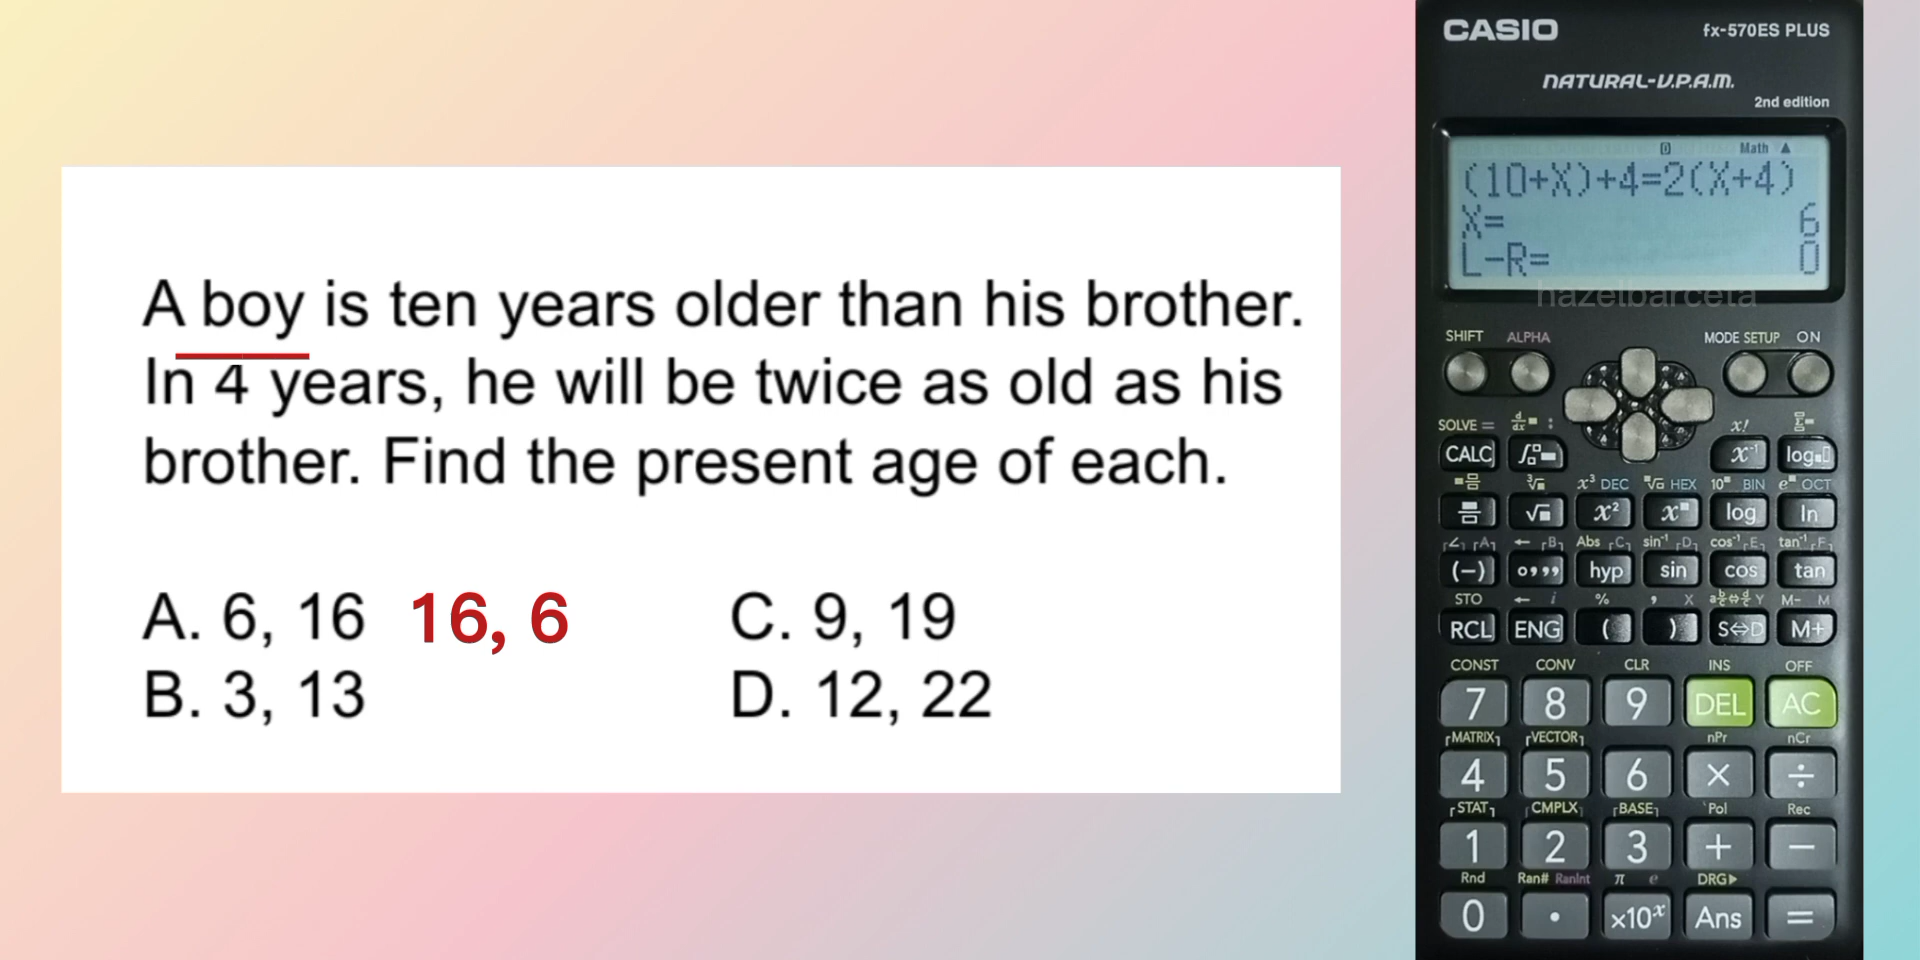 A boy is ten years older than his brother.
In 4 years, he will be twice as old as his
brother. Find the present age of each.
A. 6, 16 16, 6 C. 9, 19
B. 3, 13 D. 12, 22
CASIO fx-570ES PLUS
NATURAL-V.P.A.M.
2nd edition
D Math ▲
(10+X)+4=2(X+4)
X= 6
L-R= 0
hazelbarceta
SHIFT ALPHA MODE SETUP ON
SOLVE = d/dx : x! Σ
CALC ∫ x⁻¹ log
∛ x³ DEC √ HEX 10 BIN e OCT
√ x² x log ln
∠ A ← B Abs C sin⁻¹ D cos⁻¹ E tan⁻¹ F
(−) °,,, hyp sin cos tan
STO ← i % , X a b/c⇔d/c Y M− M
RCL ENG ( ) S⇔D M+
CONST CONV CLR INS OFF
7 8 9 DEL AC
MATRIX VECTOR nPr nCr
4 5 6 × ÷
STAT CMPLX BASE Pol Rec
1 2 3 + −
Rnd Ran# RanInt π e DRG▶
0 . ×10ˣ Ans =